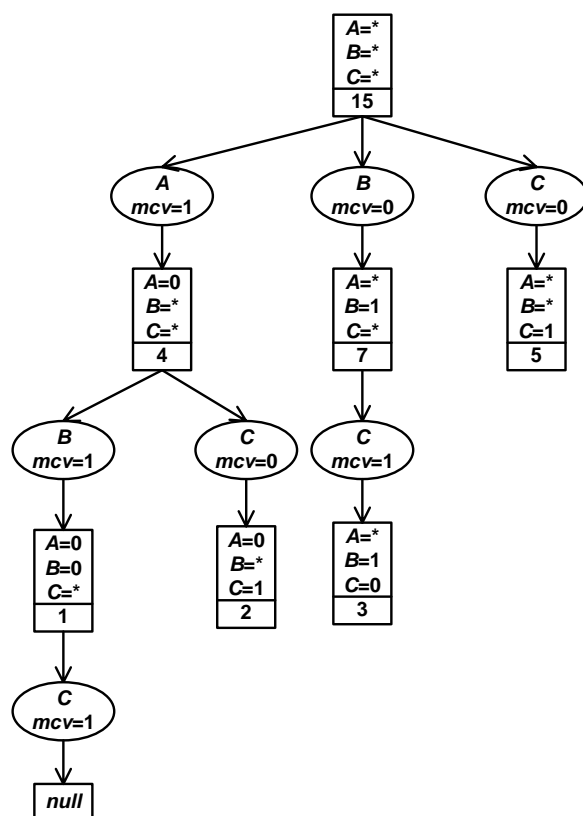 A=*
B=*
C=*
15
A
mcv=1
B
mcv=0
C
mcv=0
A=0
B=*
C=*
4
A=*
B=1
C=*
7
A=*
B=*
C=1
5
B
mcv=1
C
mcv=0
C
mcv=1
A=0
B=0
C=*
1
A=0
B=*
C=1
2
A=*
B=1
C=0
3
C
mcv=1
null